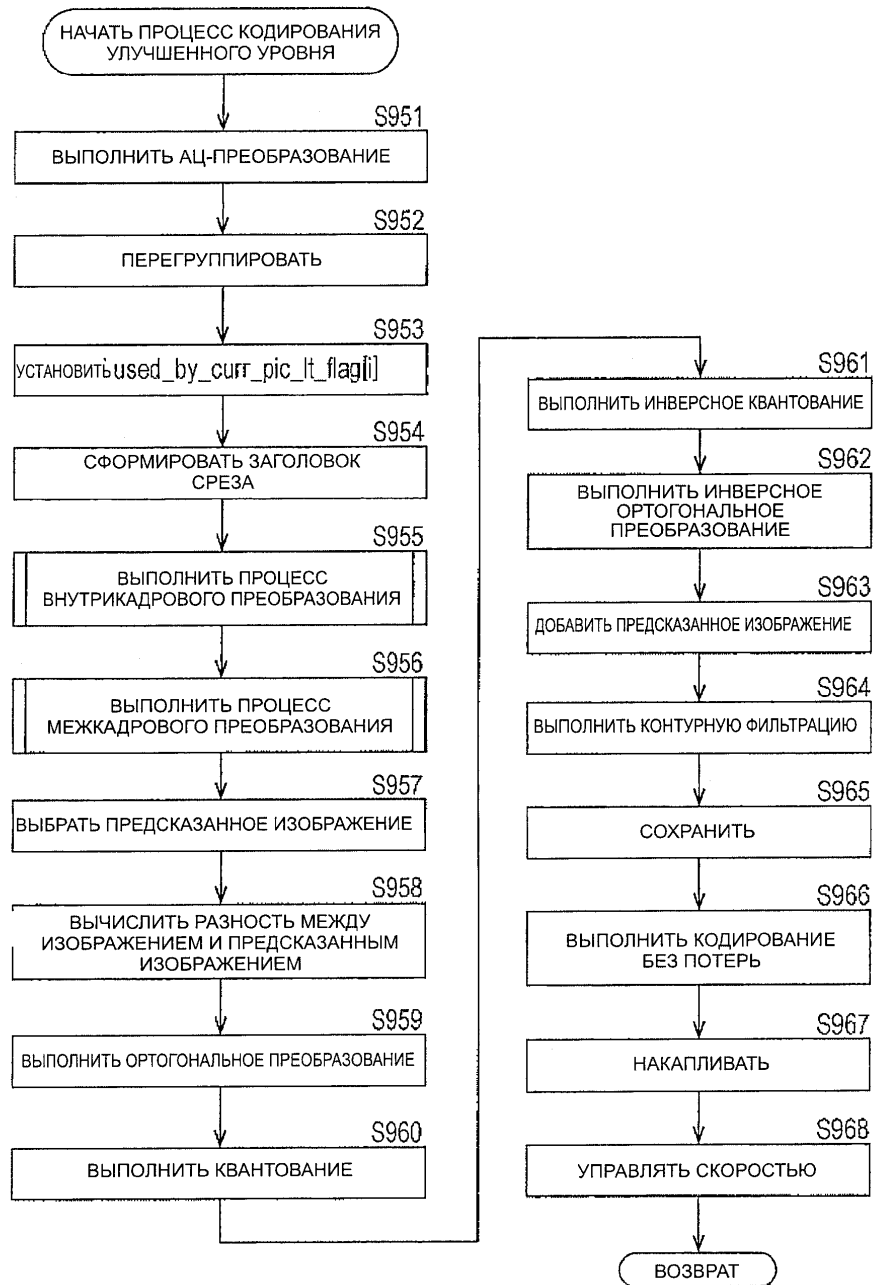 НАЧАТЬ ПРОЦЕСС КОДИРОВАНИЯ
УЛУЧШЕННОГО УРОВНЯ
S951
ВЫПОЛНИТЬ АЦ-ПРЕОБРАЗОВАНИЕ
S952
ПЕРЕГРУППИРОВАТЬ
S953
УСТАНОВИТЬ used_by_curr_pic_lt_flag[i]
S954
СФОРМИРОВАТЬ ЗАГОЛОВОК
СРЕЗА
S955
ВЫПОЛНИТЬ ПРОЦЕСС
ВНУТРИКАДРОВОГО ПРЕОБРАЗОВАНИЯ
S956
ВЫПОЛНИТЬ ПРОЦЕСС
МЕЖКАДРОВОГО ПРЕОБРАЗОВАНИЯ
S957
ВЫБРАТЬ ПРЕДСКАЗАННОЕ ИЗОБРАЖЕНИЕ
S958
ВЫЧИСЛИТЬ РАЗНОСТЬ МЕЖДУ
ИЗОБРАЖЕНИЕМ И ПРЕДСКАЗАННЫМ
ИЗОБРАЖЕНИЕМ
S959
ВЫПОЛНИТЬ ОРТОГОНАЛЬНОЕ ПРЕОБРАЗОВАНИЕ
S960
ВЫПОЛНИТЬ КВАНТОВАНИЕ
S961
ВЫПОЛНИТЬ ИНВЕРСНОЕ КВАНТОВАНИЕ
S962
ВЫПОЛНИТЬ ИНВЕРСНОЕ
ОРТОГОНАЛЬНОЕ
ПРЕОБРАЗОВАНИЕ
S963
ДОБАВИТЬ ПРЕДСКАЗАННОЕ ИЗОБРАЖЕНИЕ
S964
ВЫПОЛНИТЬ КОНТУРНУЮ ФИЛЬТРАЦИЮ
S965
СОХРАНИТЬ
S966
ВЫПОЛНИТЬ КОДИРОВАНИЕ
БЕЗ ПОТЕРЬ
S967
НАКАПЛИВАТЬ
S968
УПРАВЛЯТЬ СКОРОСТЬЮ
ВОЗВРАТ